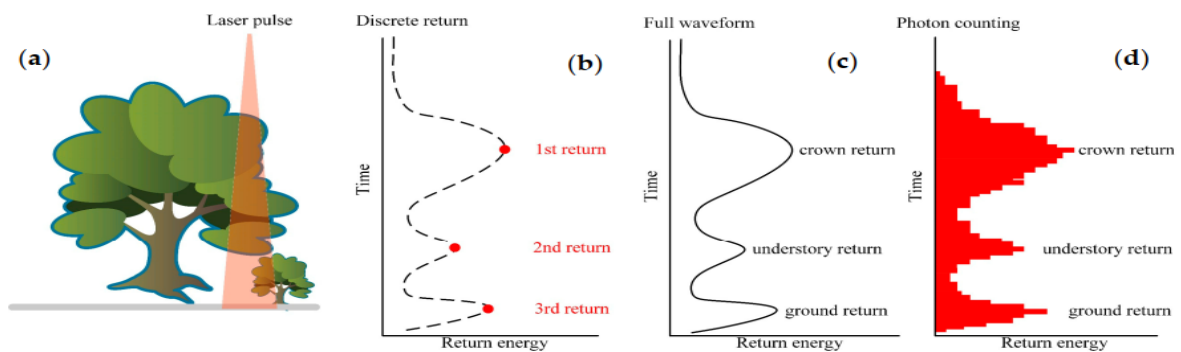 Laser pulse
(a)
Discrete return
(b)
1st return
2nd return
3rd return
Time
Return energy
Full waveform
(c)
crown return
understory return
ground return
Time
Return energy
Photon counting
(d)
crown return
understory return
ground return
Time
Return energy